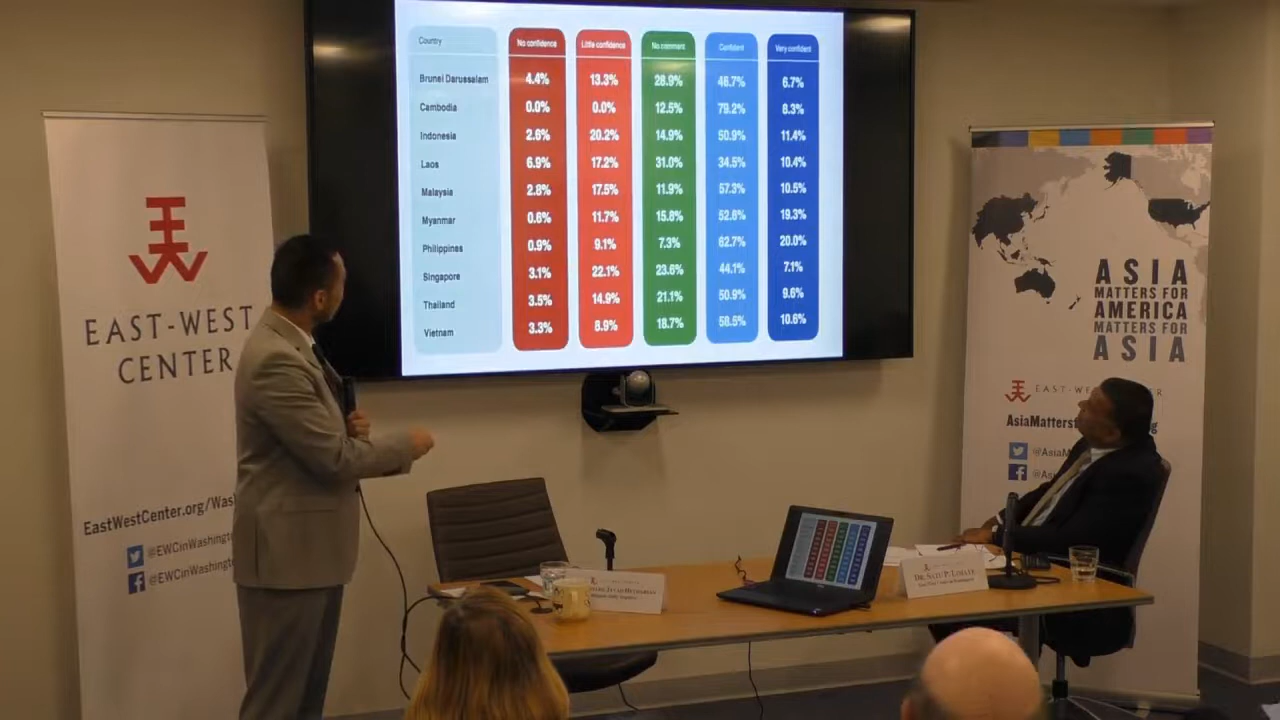 Country No confidence Little confidence No comment Confident Very confident
Brunei Darussalam 4.4% 13.3% 28.9% 46.7% 6.7%
Cambodia 0.0% 0.0% 12.5% 79.2% 8.3%
Indonesia 2.6% 20.2% 14.9% 50.9% 11.4%
Laos 6.9% 17.2% 31.0% 34.5% 10.4%
Malaysia 2.8% 17.5% 11.9% 57.3% 10.5%
Myanmar 0.6% 11.7% 15.8% 52.6% 19.3%
Philippines 0.9% 9.1% 7.3% 62.7% 20.0%
Singapore 3.1% 22.1% 23.6% 44.1% 7.1%
Thailand 3.5% 14.9% 21.1% 50.9% 9.6%
Vietnam 3.3% 8.9% 18.7% 58.5% 10.6%
EAST-WEST
CENTER
EastWestCenter.org/Was
@EWCinWashingt
@EWCinWashingt
ASIA
MATTERS FOR
AMERICA
MATTERS FOR
ASIA
EAST-WE R
AsiaMatters g
@AsiaM
@As